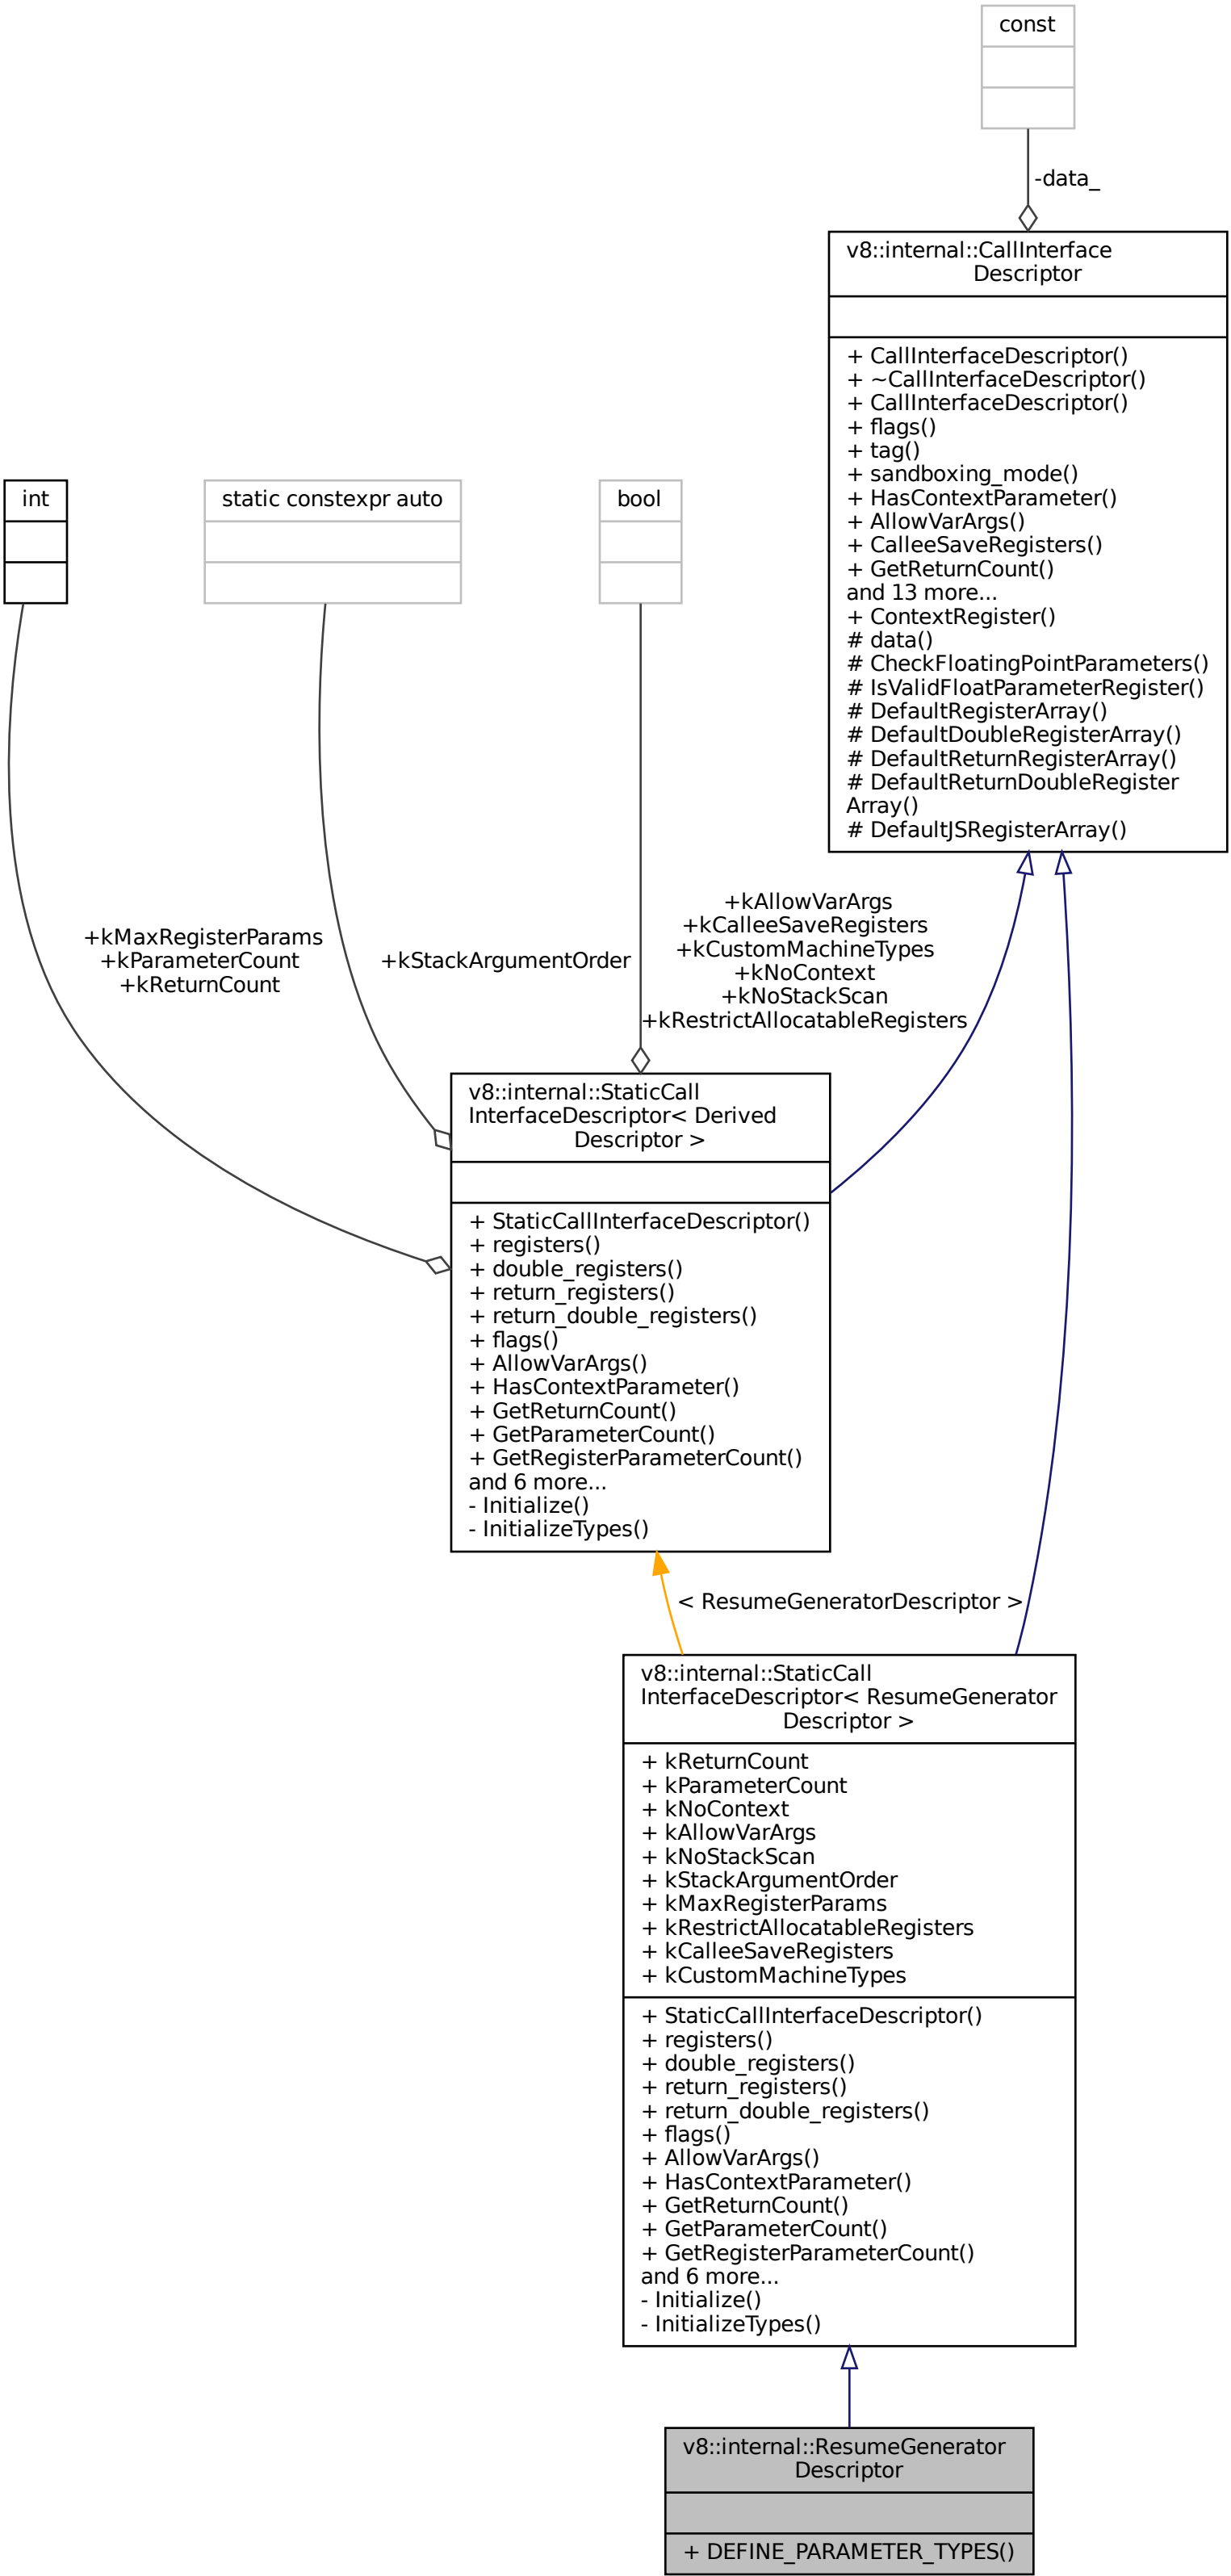 const
-data_
v8::internal::CallInterface
Descriptor
+ CallInterfaceDescriptor()
+ ~CallInterfaceDescriptor()
+ CallInterfaceDescriptor()
+ flags()
+ tag()
+ sandboxing_mode()
+ HasContextParameter()
+ AllowVarArgs()
+ CalleeSaveRegisters()
+ GetReturnCount()
and 13 more...
+ ContextRegister()
# data()
# CheckFloatingPointParameters()
# IsValidFloatParameterRegister()
# DefaultRegisterArray()
# DefaultDoubleRegisterArray()
# DefaultReturnRegisterArray()
# DefaultReturnDoubleRegister
Array()
# DefaultJSRegisterArray()
int
static constexpr auto
bool
+kMaxRegisterParams
+kParameterCount
+kReturnCount
+kStackArgumentOrder
+kAllowVarArgs
+kCalleeSaveRegisters
+kCustomMachineTypes
+kNoContext
+kNoStackScan
+kRestrictAllocatableRegisters
v8::internal::StaticCall
InterfaceDescriptor< Derived
Descriptor >
+ StaticCallInterfaceDescriptor()
+ registers()
+ double_registers()
+ return_registers()
+ return_double_registers()
+ flags()
+ AllowVarArgs()
+ HasContextParameter()
+ GetReturnCount()
+ GetParameterCount()
+ GetRegisterParameterCount()
and 6 more...
- Initialize()
- InitializeTypes()
< ResumeGeneratorDescriptor >
v8::internal::StaticCall
InterfaceDescriptor< ResumeGenerator
Descriptor >
+ kReturnCount
+ kParameterCount
+ kNoContext
+ kAllowVarArgs
+ kNoStackScan
+ kStackArgumentOrder
+ kMaxRegisterParams
+ kRestrictAllocatableRegisters
+ kCalleeSaveRegisters
+ kCustomMachineTypes
+ StaticCallInterfaceDescriptor()
+ registers()
+ double_registers()
+ return_registers()
+ return_double_registers()
+ flags()
+ AllowVarArgs()
+ HasContextParameter()
+ GetReturnCount()
+ GetParameterCount()
+ GetRegisterParameterCount()
and 6 more...
- Initialize()
- InitializeTypes()
v8::internal::ResumeGenerator
Descriptor
+ DEFINE_PARAMETER_TYPES()